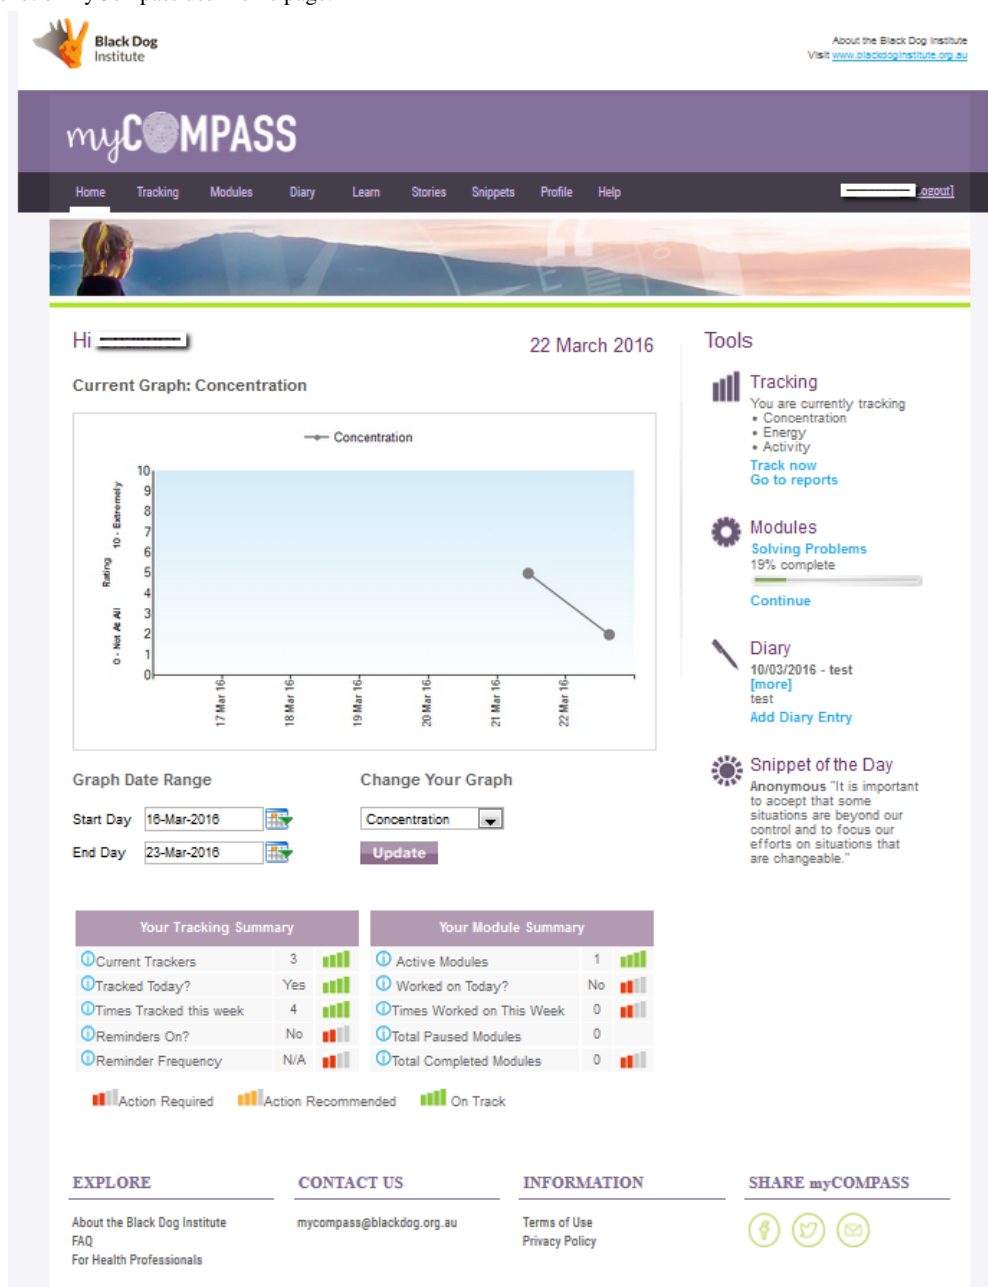 Black Dog
Institute
About the Black Dog Institute
Visit www.blackdoginstitute.org.au
myCOMPASS
Home Tracking Modules Diary Learn Stories Snippets Profile Help
Logout]
Hi
22 March 2016
Current Graph: Concentration
Concentration
10 - Extremely
Rating
0 - Not At All
10
9
8
7
6
5
4
3
2
1
0
17 Mar 16
18 Mar 16
19 Mar 16
20 Mar 16
21 Mar 16
22 Mar 16
Graph Date Range
Start Day 16-Mar-2016
End Day 23-Mar-2016
Change Your Graph
Concentration
Update
Your Tracking Summary
Current Trackers 3
Tracked Today? Yes
Times Tracked this week 4
Reminders On? No
Reminder Frequency N/A
Your Module Summary
Active Modules 1
Worked on Today? No
Times Worked on This Week 0
Total Paused Modules 0
Total Completed Modules 0
Action Required Action Recommended On Track
Tools
Tracking
You are currently tracking
• Concentration
• Energy
• Activity
Track now
Go to reports
Modules
Solving Problems
19% complete
Continue
Diary
10/03/2016 - test
[more]
test
Add Diary Entry
Snippet of the Day
Anonymous "It is important
to accept that some
situations are beyond our
control and to focus our
efforts on situations that
are changeable."
EXPLORE
About the Black Dog Institute
FAQ
For Health Professionals
CONTACT US
mycompass@blackdog.org.au
INFORMATION
Terms of Use
Privacy Policy
SHARE myCOMPASS